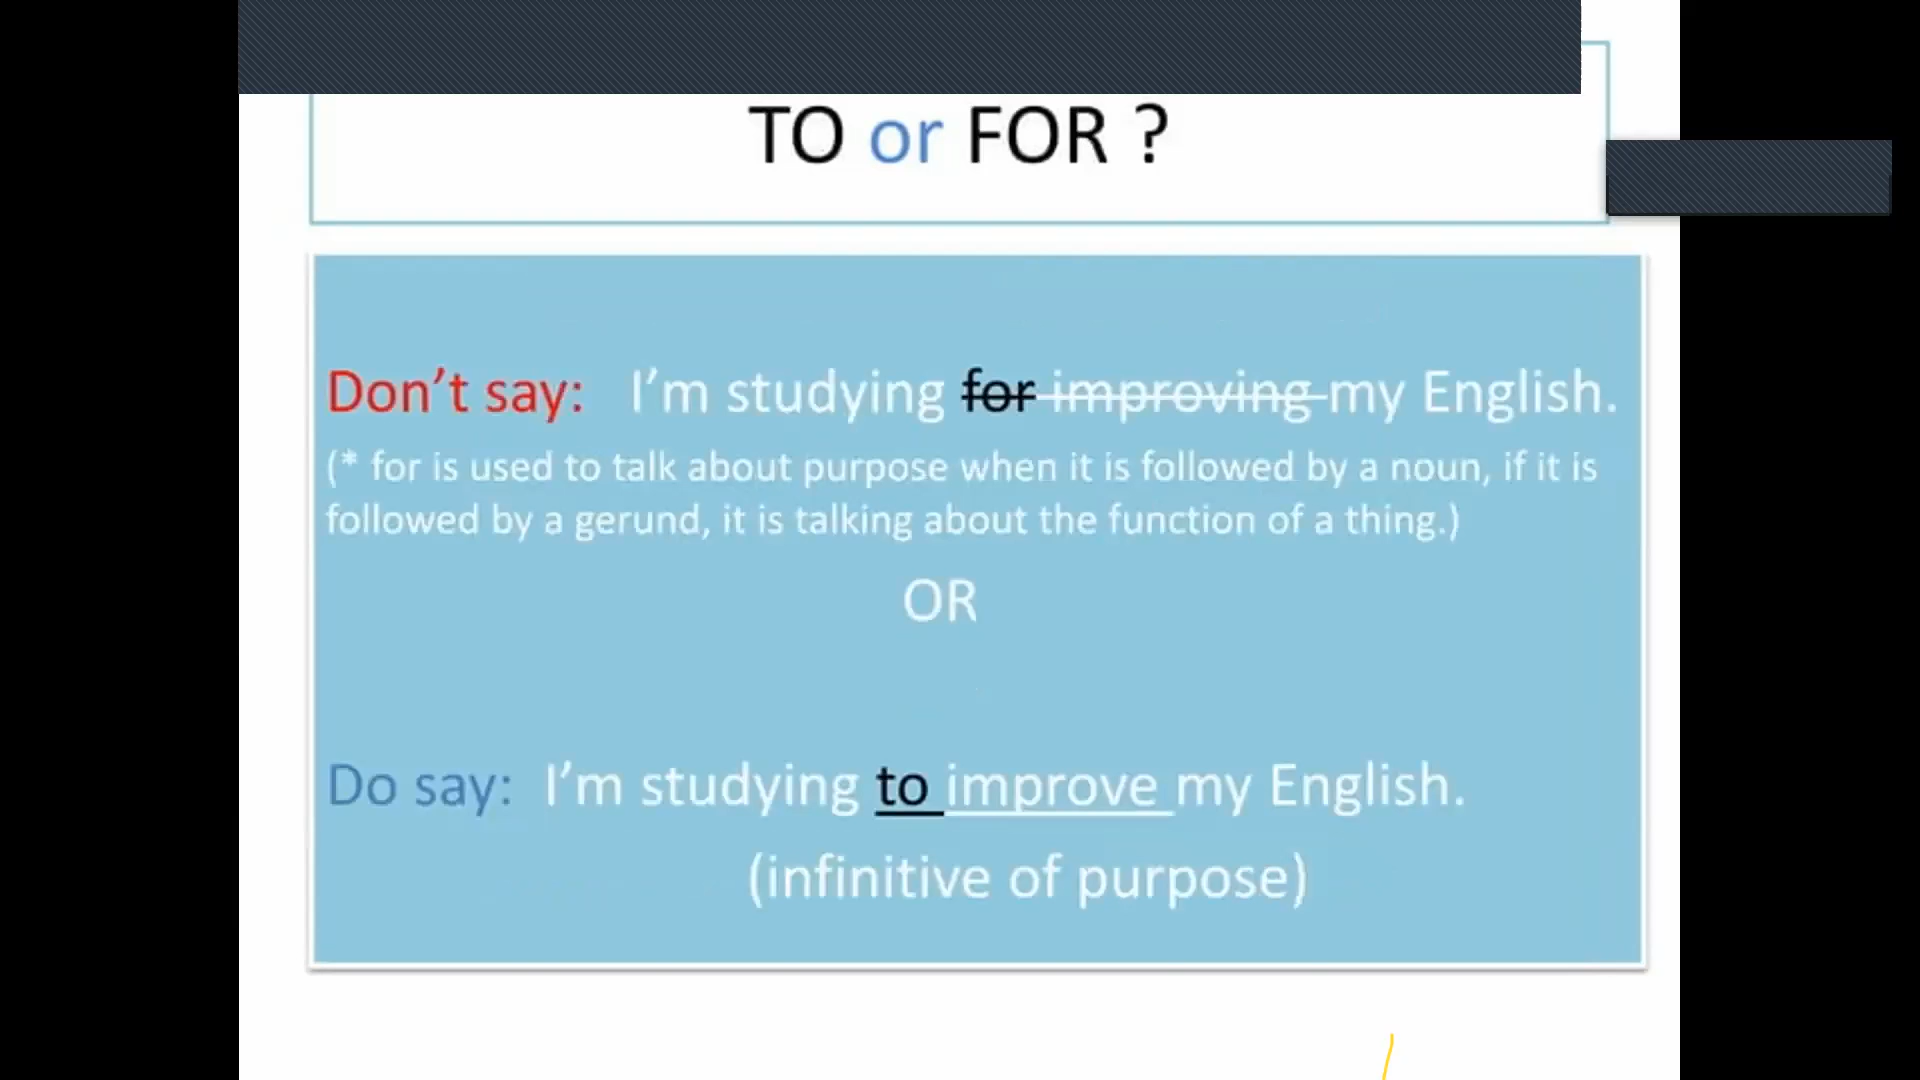 TO or FOR ?
Don’t say: I’m studying for improving my English.
(* for is used to talk about purpose when it is followed by a noun, if it is
followed by a gerund, it is talking about the function of a thing.)
OR
Do say: I’m studying to improve my English.
(infinitive of purpose)